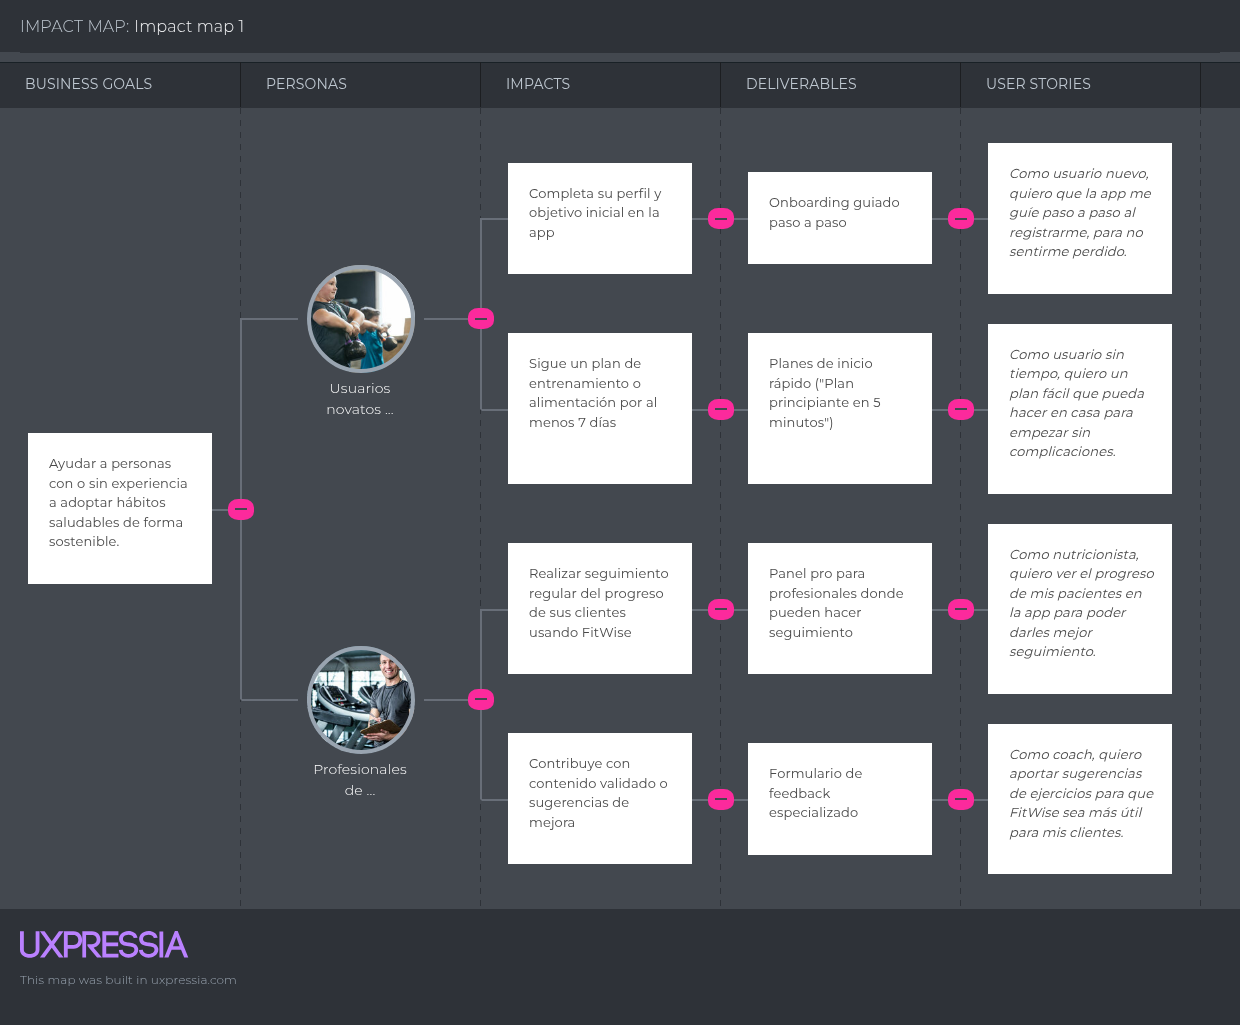 IMPACT MAP: Impact map 1
BUSINESS GOALS
PERSONAS
IMPACTS
DELIVERABLES
USER STORIES
Ayudar a personas
con o sin experiencia
a adoptar hábitos
saludables de forma
sostenible.
Usuarios
novatos ...
Completa su perfil y
objetivo inicial en la
app
Onboarding guiado
paso a paso
Como usuario nuevo,
quiero que la app me
guíe paso a paso al
registrarme, para no
sentirme perdido.
Sigue un plan de
entrenamiento o
alimentación por al
menos 7 días
Planes de inicio
rápido ("Plan
principiante en 5
minutos")
Como usuario sin
tiempo, quiero un
plan fácil que pueda
hacer en casa para
empezar sin
complicaciones.
Profesionales
de ...
Realizar seguimiento
regular del progreso
de sus clientes
usando FitWise
Panel pro para
profesionales donde
pueden hacer
seguimiento
Como nutricionista,
quiero ver el progreso
de mis pacientes en
la app para poder
darles mejor
seguimiento.
Contribuye con
contenido validado o
sugerencias de
mejora
Formulario de
feedback
especializado
Como coach, quiero
aportar sugerencias
de ejercicios para que
FitWise sea más útil
para mis clientes.
UXPRESSIA
This map was built in uxpressia.com